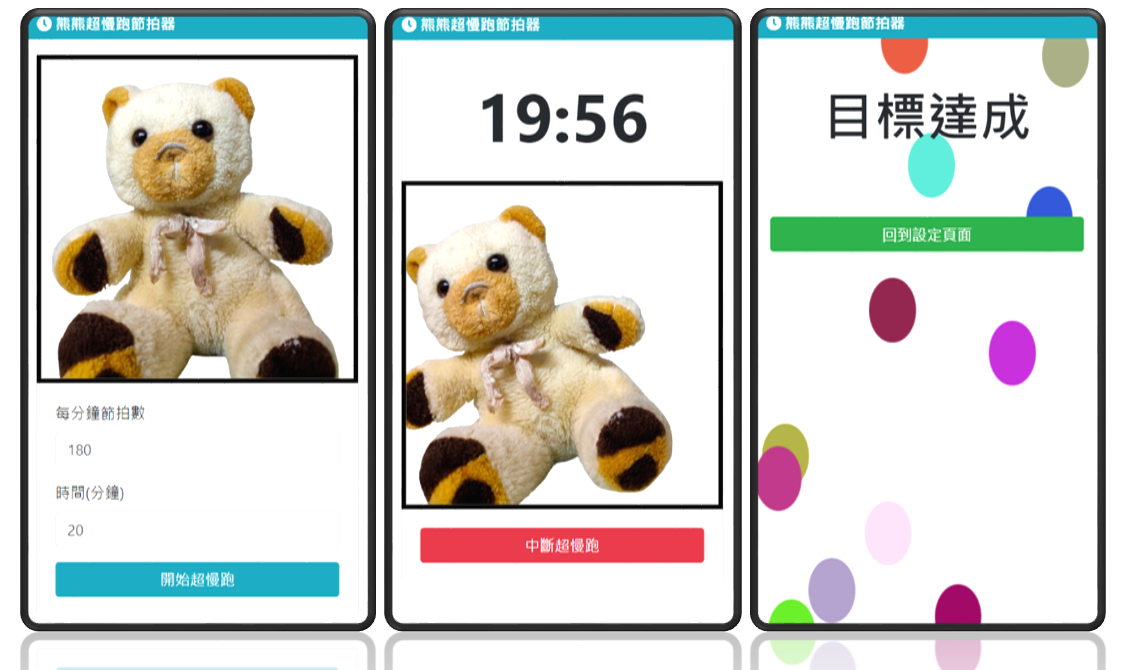 熊熊超慢跑節拍器
每分鐘節拍數
180
時間(分鐘)
20
開始超慢跑
熊熊超慢跑節拍器
19:56
中斷超慢跑
熊熊超慢跑節拍器
目標達成
回到設定頁面